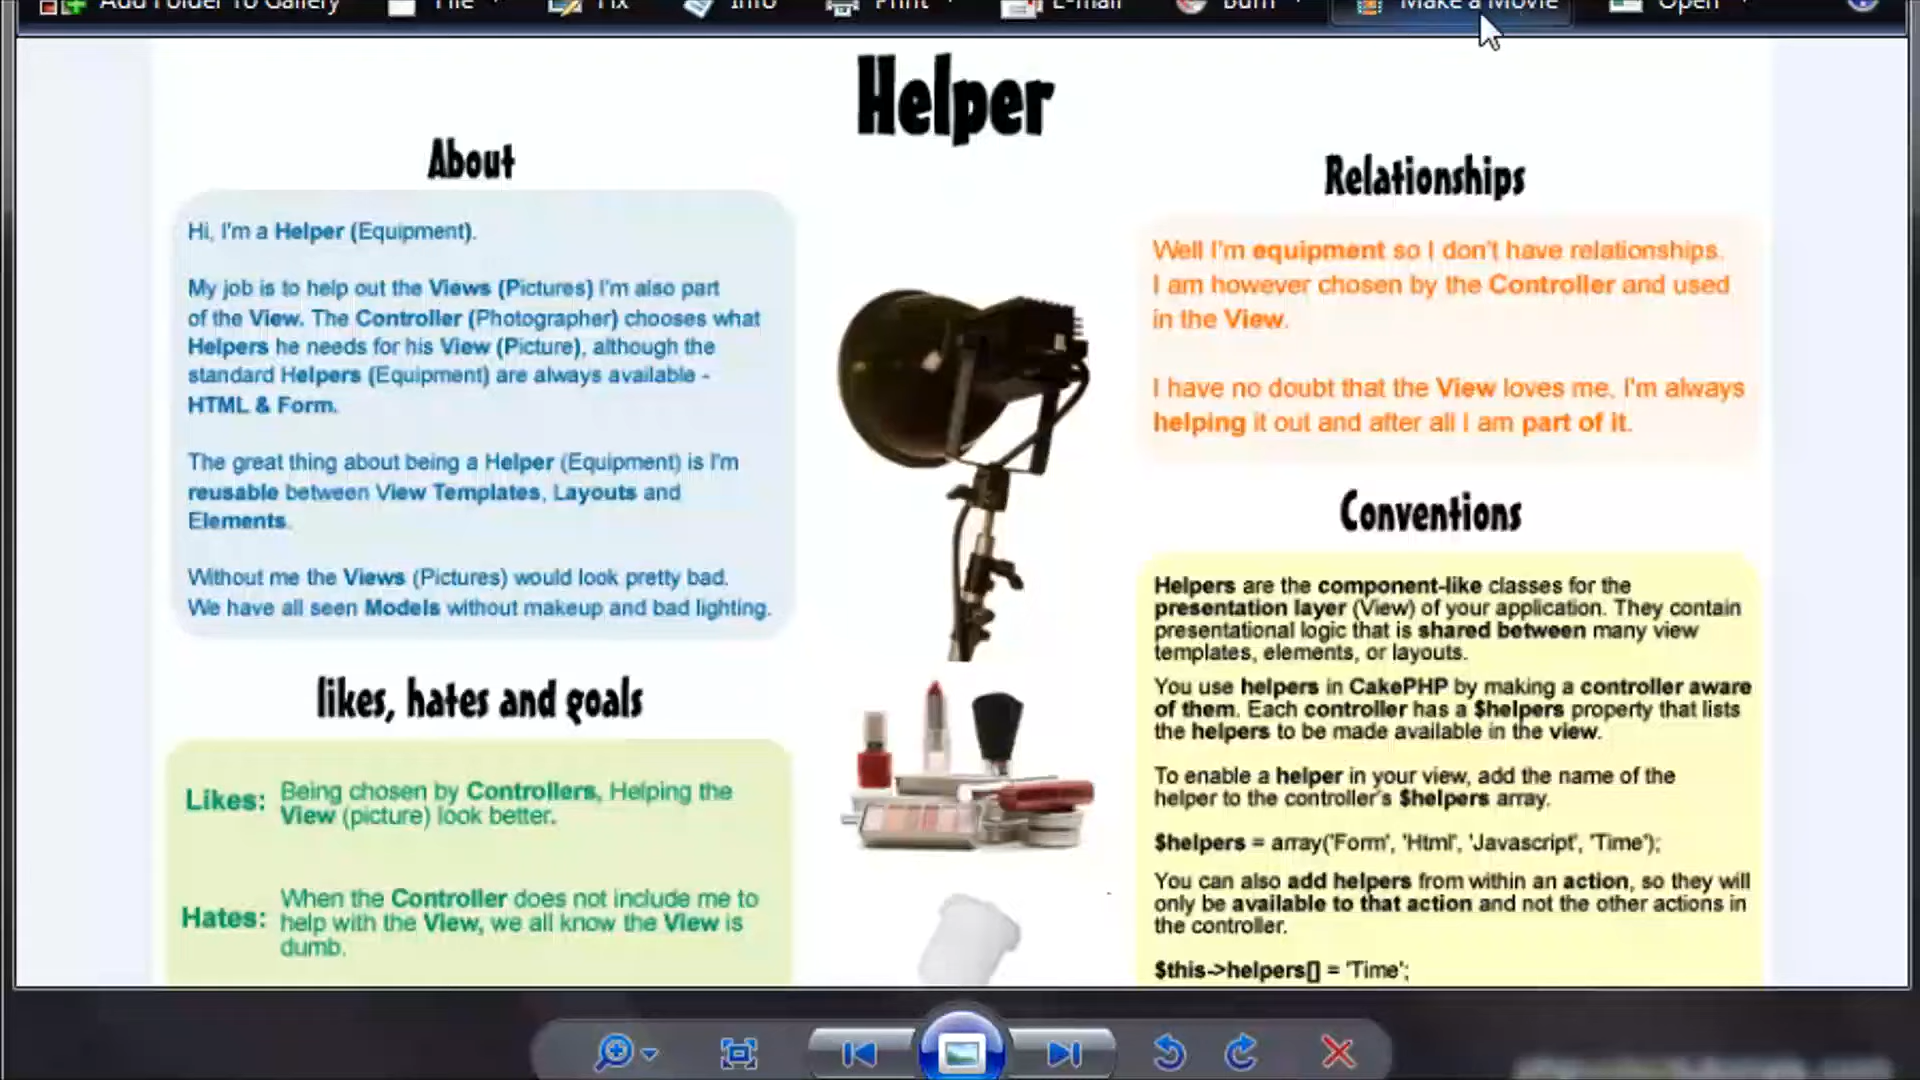 Add Folder To Gallery File Fix Info Print E-mail Burn Make a Movie Open
Helper
About
Hi, I'm a Helper (Equipment).
My job is to help out the Views (Pictures) I'm also part
of the View. The Controller (Photographer) chooses what
Helpers he needs for his View (Picture), although the
standard Helpers (Equipment) are always available -
HTML & Form.
The great thing about being a Helper (Equipment) is I'm
reusable between View Templates, Layouts and
Elements.
Without me the Views (Pictures) would look pretty bad.
We have all seen Models without makeup and bad lighting.
likes, hates and goals
Likes: Being chosen by Controllers, Helping the
View (picture) look better.
Hates: When the Controller does not include me to
help with the View, we all know the View is
dumb.
Relationships
Well I'm equipment so I don't have relationships.
I am however chosen by the Controller and used
in the View.
I have no doubt that the View loves me, I'm always
helping it out and after all I am part of it.
Conventions
Helpers are the component-like classes for the
presentation layer (View) of your application. They contain
presentational logic that is shared between many view
templates, elements, or layouts.
You use helpers in CakePHP by making a controller aware
of them. Each controller has a $helpers property that lists
the helpers to be made available in the view.
To enable a helper in your view, add the name of the
helper to the controller's $helpers array.
$helpers = array('Form', 'Html', 'Javascript', 'Time');
You can also add helpers from within an action, so they will
only be available to that action and not the other actions in
the controller.
$this->helpers[] = 'Time';